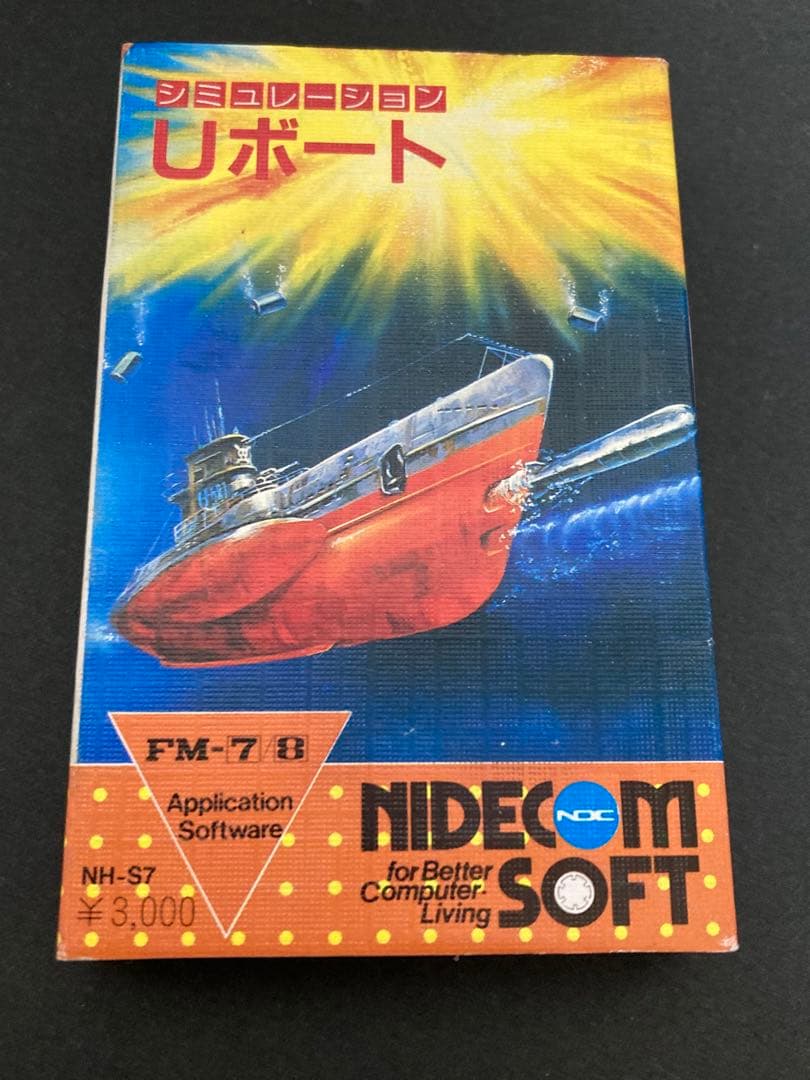 シミュレーション
Uボート
FM-7/8
Application
Software
NH-S7
¥3,000
NIDECOM
NDC
for Better
Computer-
Living
SOFT